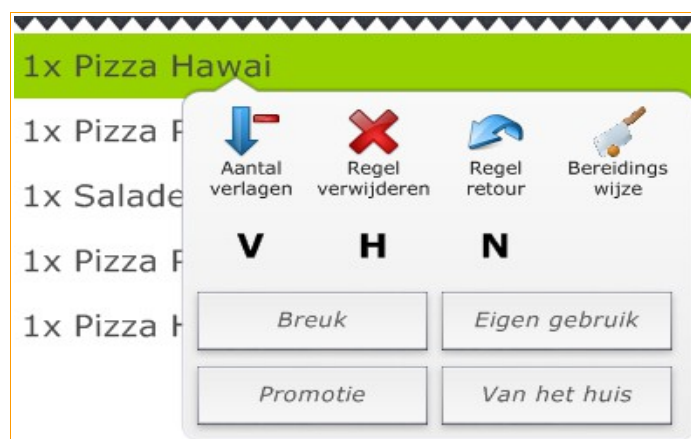 1x Pizza Hawai
1x Pizza
1x Salade
1x Pizza
1x Pizza
Aantal verlagen
Regel verwijderen
Regel retour
Bereidings wijze
V H N
Breuk
Eigen gebruik
Promotie
Van het huis